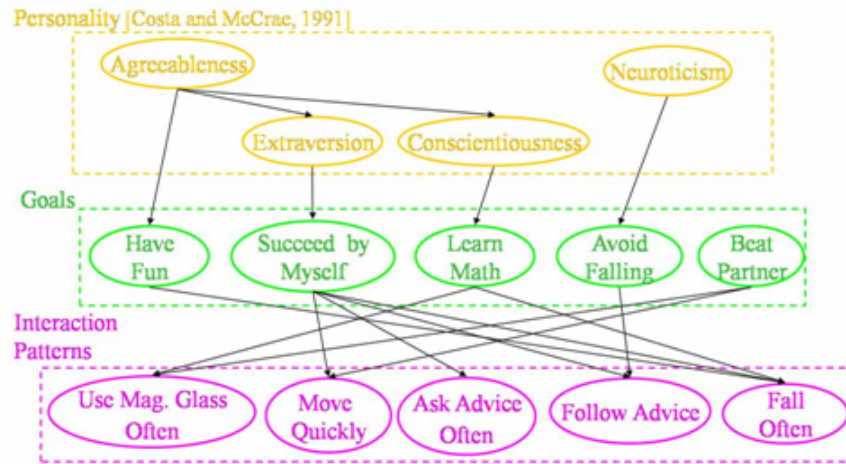 Personality [Costa and McCrae, 1991]
Agreeableness
Neuroticism
Extraversion
Conscientiousness
Goals
Have
Fun
Succeed by
Myself
Learn
Math
Avoid
Falling
Beat
Partner
Interaction
Patterns
Use Mag. Glass
Often
Move
Quickly
Ask Advice
Often
Follow Advice
Fall
Often